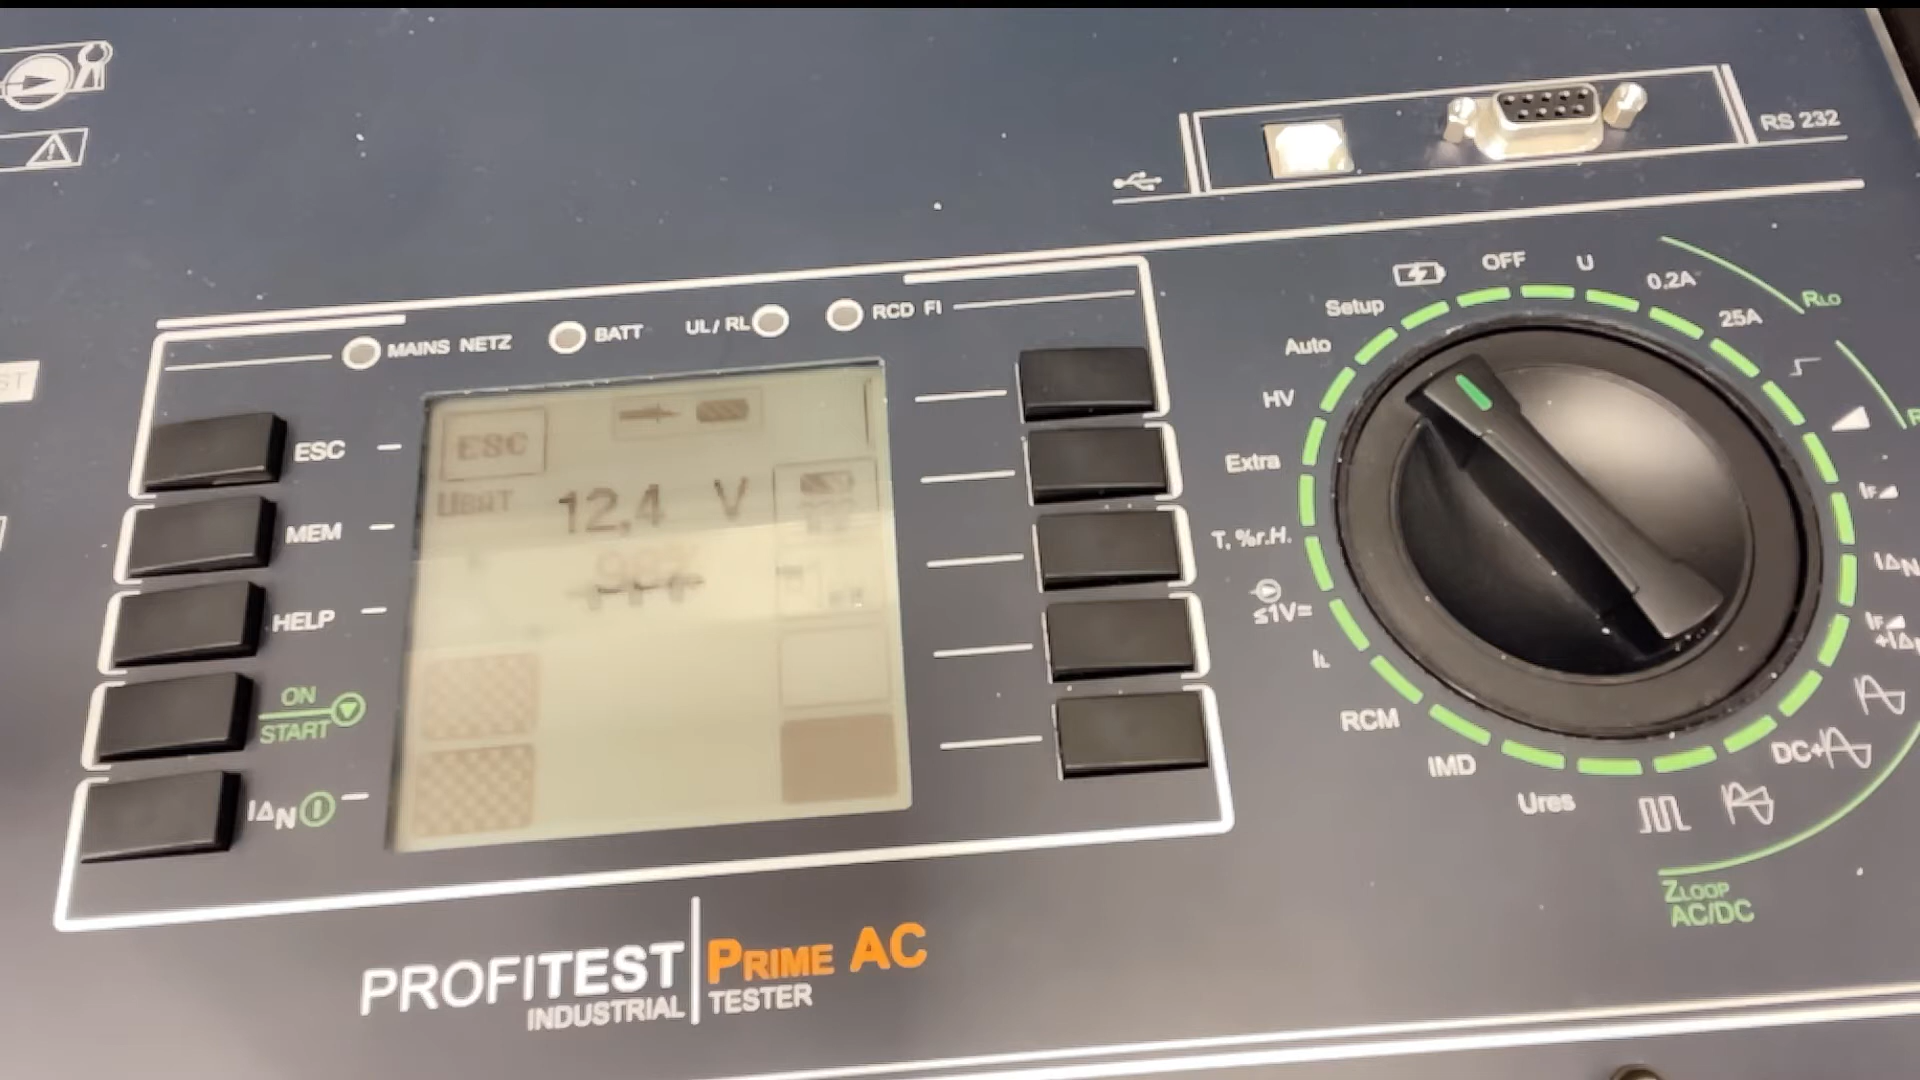 RS 232
MAINS NETZ
BATT
UL/RL
RCD FI
ESC
MEM
HELP
ON
START
IΔN
ESC
UBAT 12,4 V
OFF
U
0,2A
25A
RLO
Setup
Auto
HV
Extra
T, %r.H.
≤1V=
IL
RCM
IMD
Ures
IF
IΔN
IF
DC+
ZLOOP
AC/DC
PROFITEST PRIME AC
INDUSTRIAL TESTER